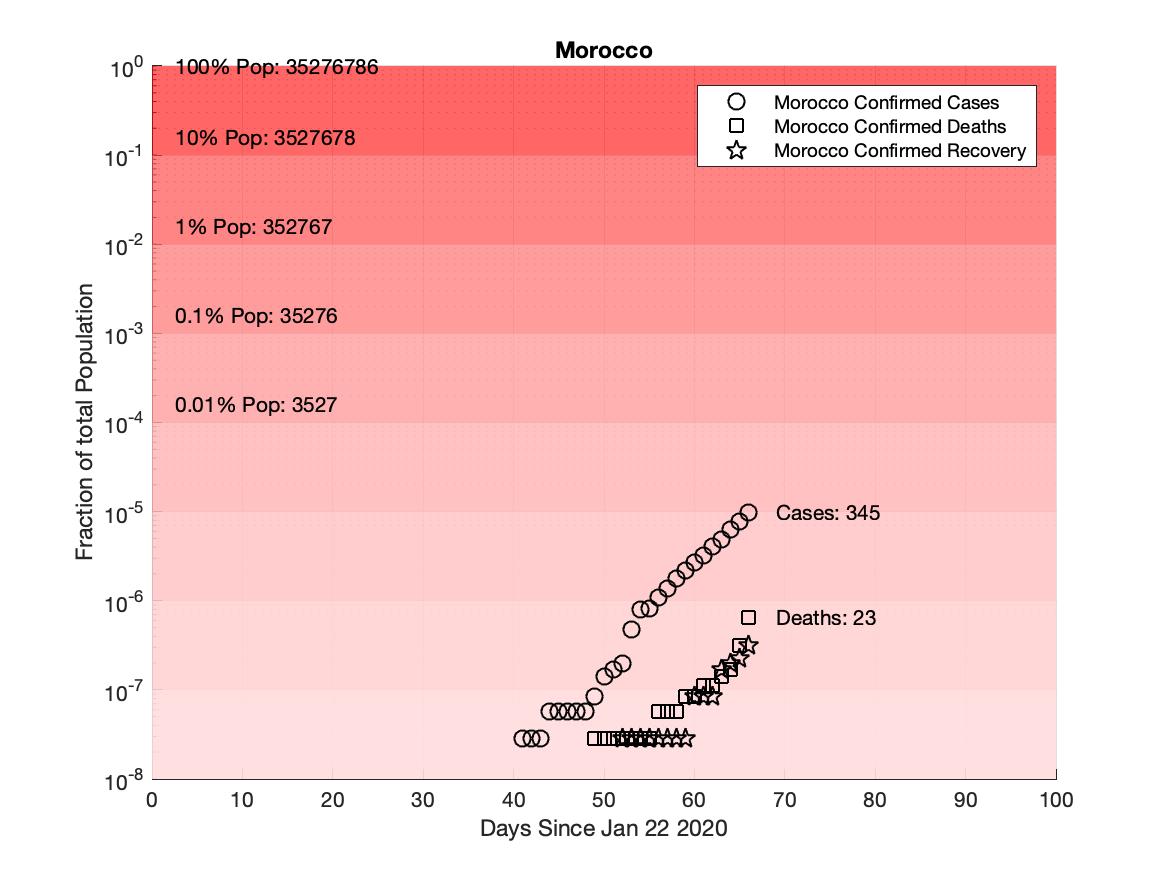 Morocco
10^0
100% Pop: 35276786
Morocco Confirmed Cases
Morocco Confirmed Deaths
Morocco Confirmed Recovery
10% Pop: 3527678
10^-1
1% Pop: 352767
10^-2
0.1% Pop: 35276
10^-3
0.01% Pop: 3527
10^-4
Fraction of total Population
10^-5
Cases: 345
10^-6
Deaths: 23
10^-7
10^-8
0 10 20 30 40 50 60 70 80 90 100
Days Since Jan 22 2020